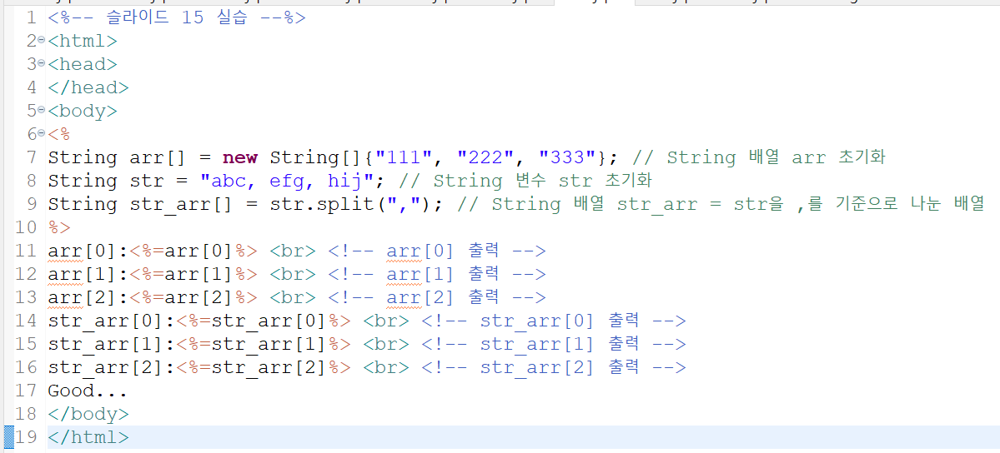 1 <%-- 슬라이드 15 실습 --%>
2 <html>
3 <head>
4 </head>
5 <body>
6 <%
7 String arr[] = new String[]{"111", "222", "333"}; // String 배열 arr 초기화
8 String str = "abc, efg, hij"; // String 변수 str 초기화
9 String str_arr[] = str.split(","); // String 배열 str_arr = str을 ,를 기준으로 나눈 배열
10 %>
11 arr[0]:<%=arr[0]%> <br> <!-- arr[0] 출력 -->
12 arr[1]:<%=arr[1]%> <br> <!-- arr[1] 출력 -->
13 arr[2]:<%=arr[2]%> <br> <!-- arr[2] 출력 -->
14 str_arr[0]:<%=str_arr[0]%> <br> <!-- str_arr[0] 출력 -->
15 str_arr[1]:<%=str_arr[1]%> <br> <!-- str_arr[1] 출력 -->
16 str_arr[2]:<%=str_arr[2]%> <br> <!-- str_arr[2] 출력 -->
17 Good...
18 </body>
19 </html>